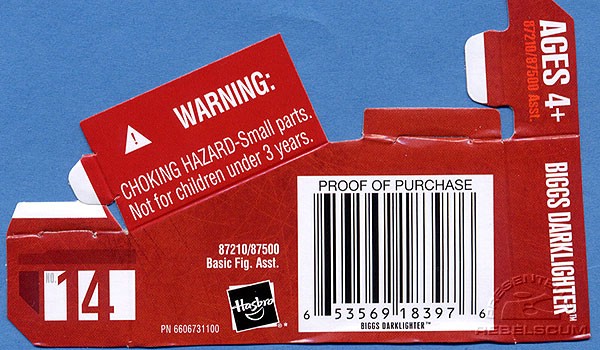 WARNING:
CHOKING HAZARD-Small parts.
Not for children under 3 years.
AGES 4+
87210/87500 Asst.
BIGGS DARKLIGHTER™
PROOF OF PURCHASE
6 53569 18397 6
BIGGS DARKLIGHTER™
87210/87500
Basic Fig. Asst.
Hasbro
®*
PN 6606731100
NO.
14
PRESENTED BY
REBELSCUM